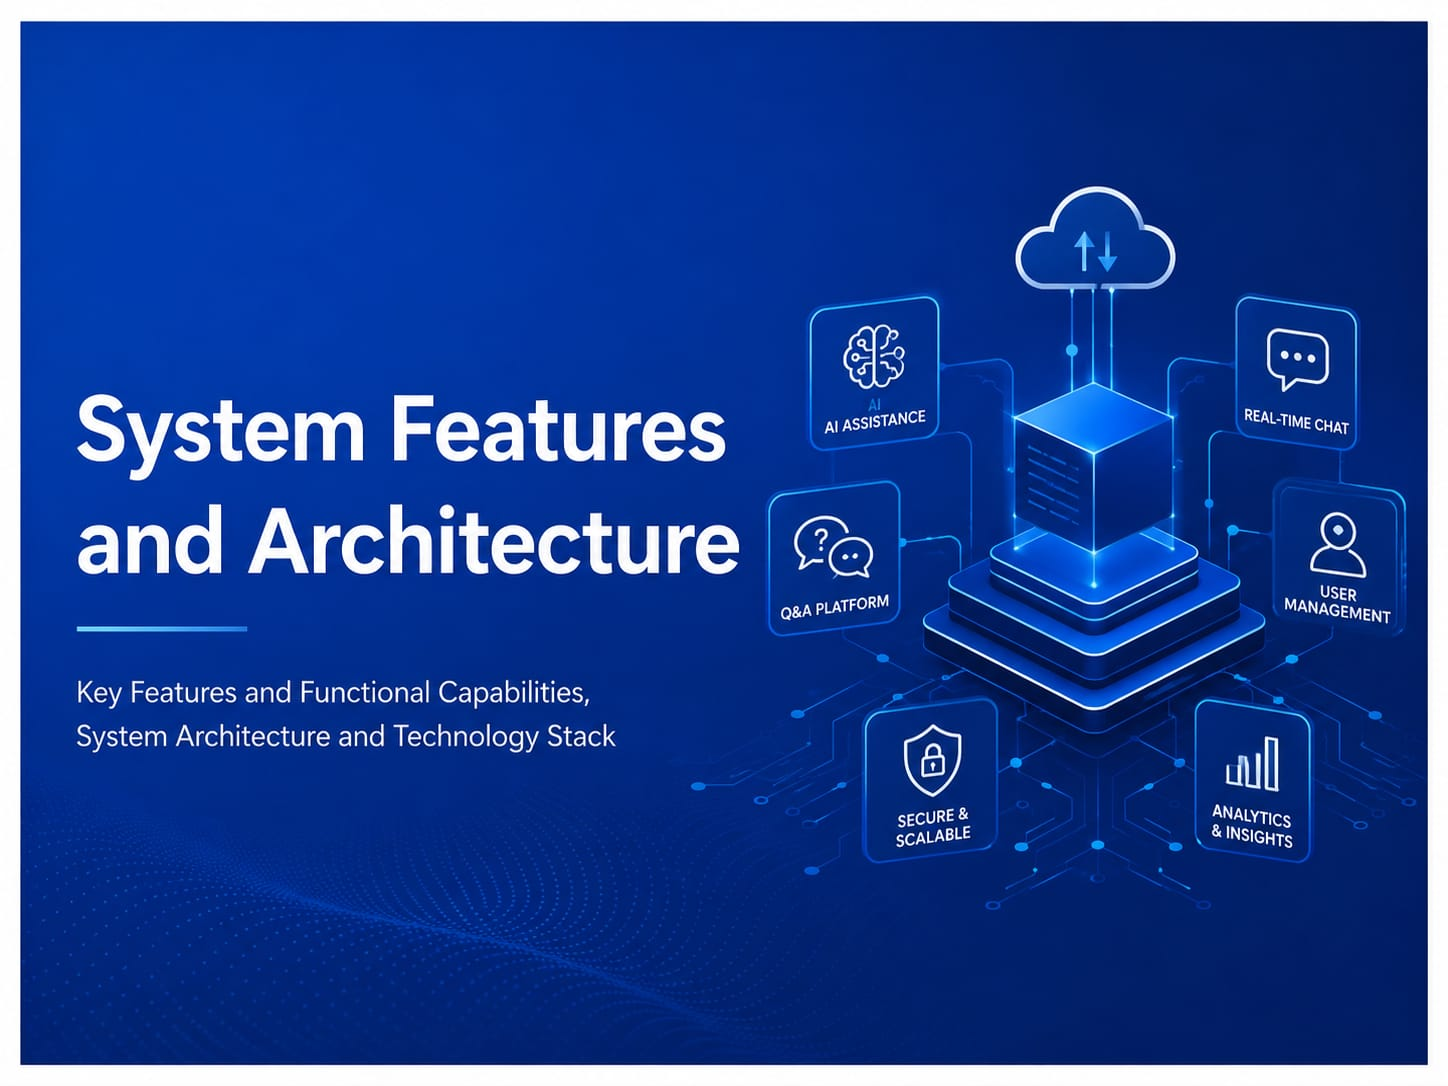 System Features
and Architecture
Key Features and Functional Capabilities,
System Architecture and Technology Stack
AI
AI ASSISTANCE
REAL-TIME CHAT
?
Q&A PLATFORM
USER
MANAGEMENT
SECURE &
SCALABLE
ANALYTICS
& INSIGHTS